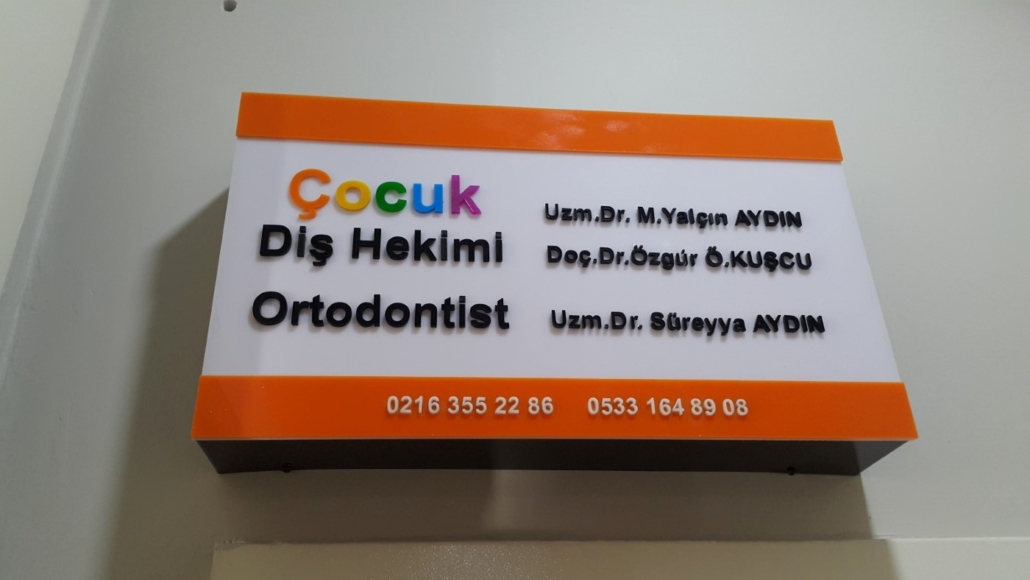 Çocuk
Diş Hekimi
Ortodontist
Uzm.Dr. M.Yalçın AYDIN
Doç.Dr.Özgür Ö.KUŞCU
Uzm.Dr. Süreyya AYDIN
0216 355 22 86 0533 164 89 08